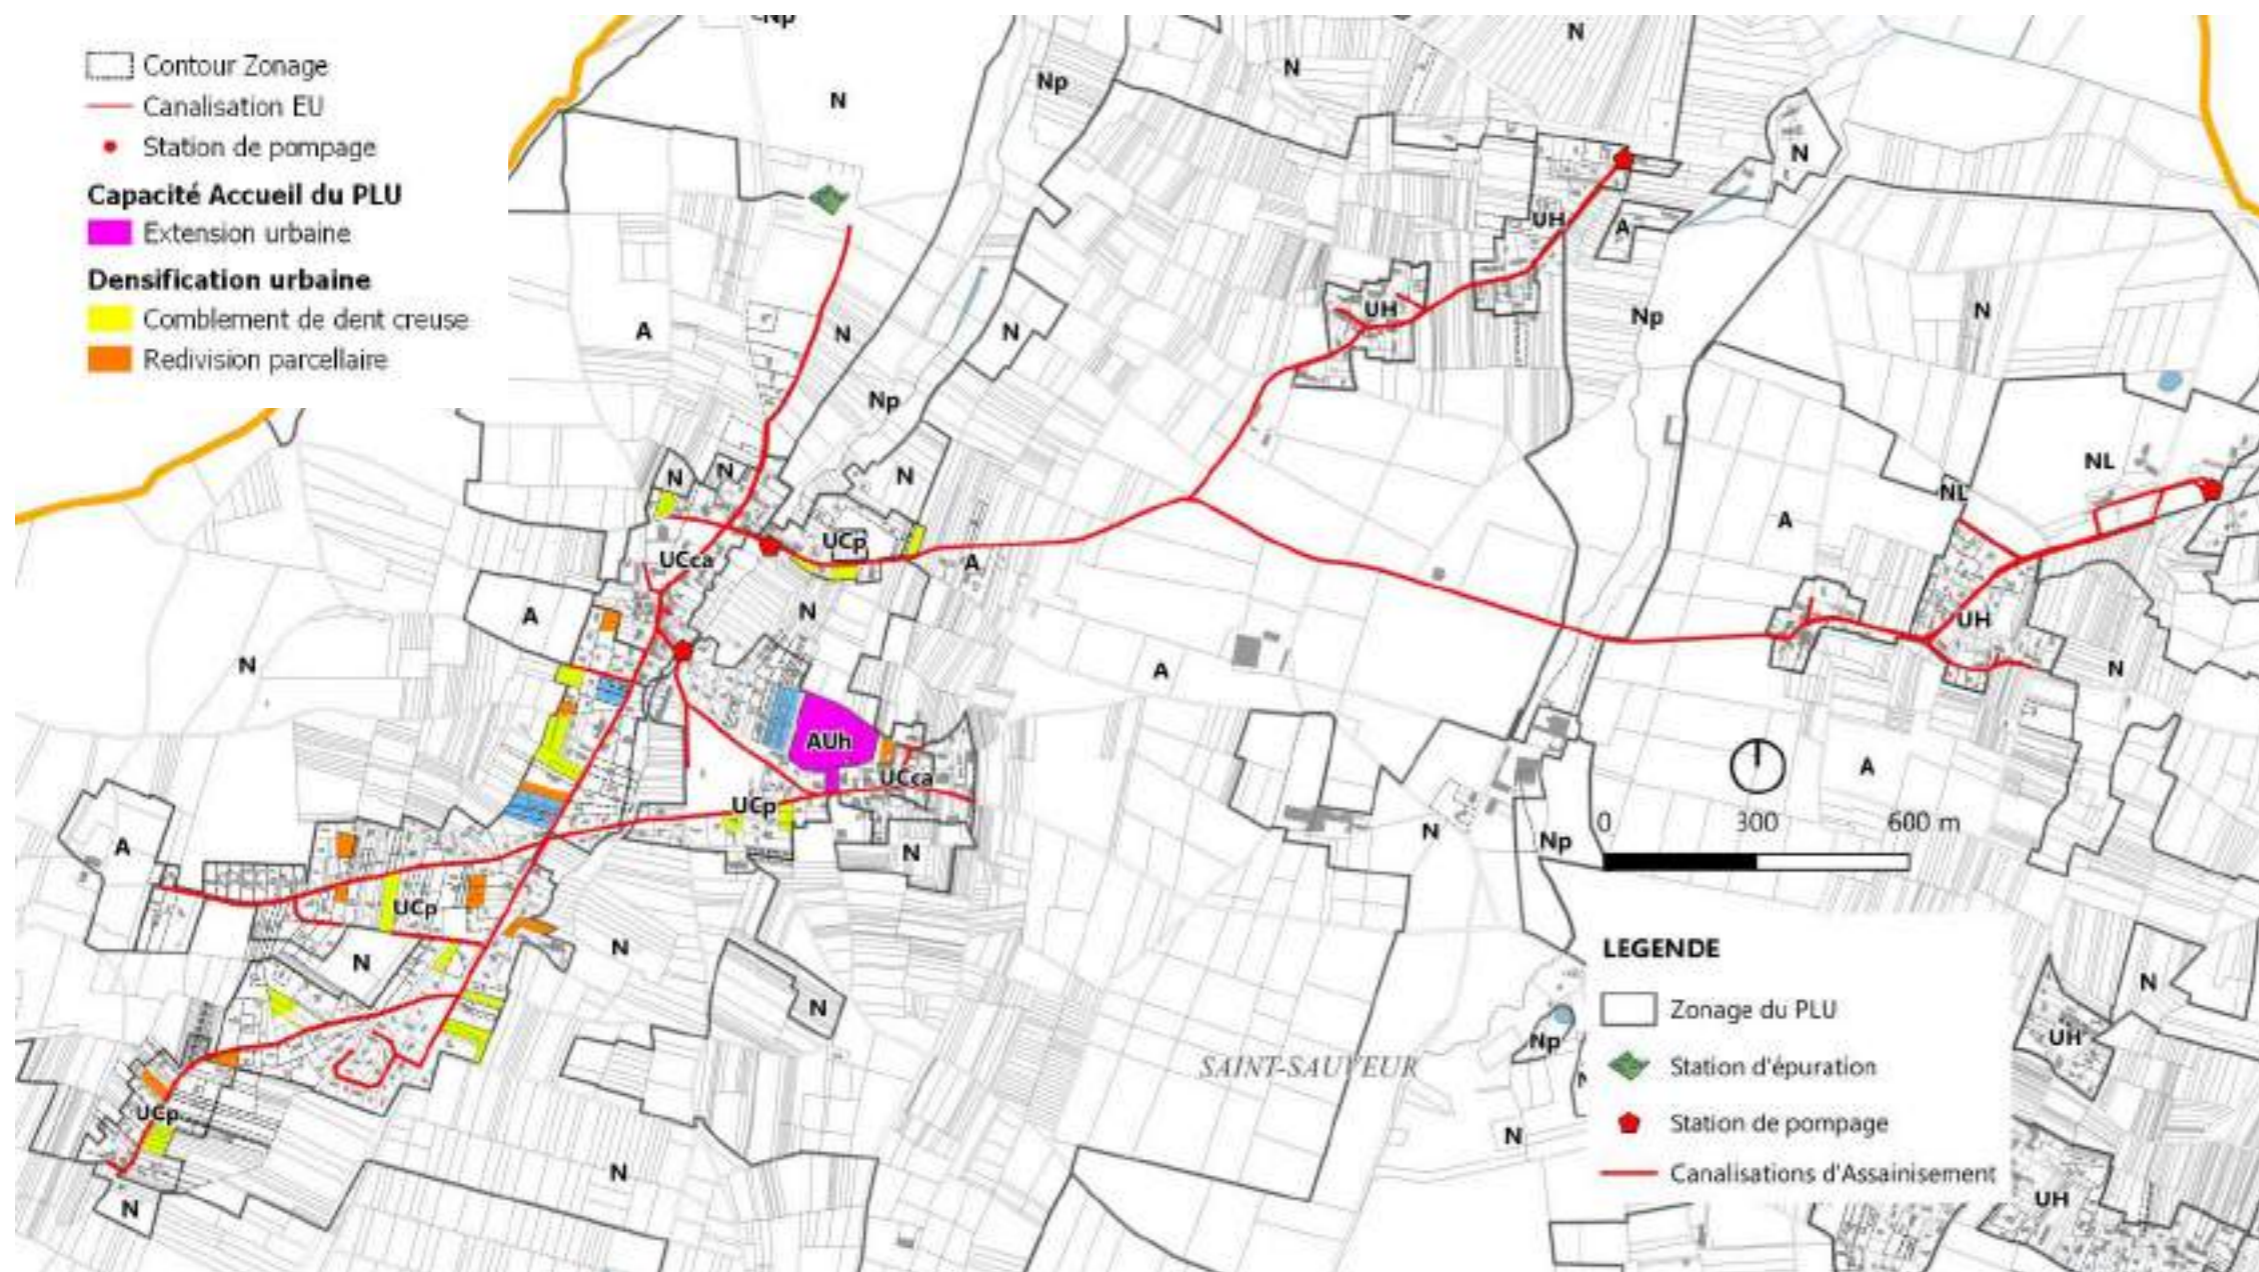 Contour Zonage
Canalisation EU
Station de pompage
Capacité Accueil du PLU
Extension urbaine
Densification urbaine
Comblement de dent creuse
Redivision parcellaire
Np
N
N
Np
N
N
UH
A
UH
Np
N
A
N
N
Np
N
N
N
NL
NL
A
UCp
UCca
A
N
A
UH
N
N
A
AUh
A
UCca
UCp
0 300 600 m
N
Np
A
N
UCp
N
N
N
LEGENDE
Zonage du PLU
Station d'épuration
Station de pompage
Canalisations d'Assainisement
N
UH
Np
N
SAINT-SAUVEUR
UCp
N
N
N
UH